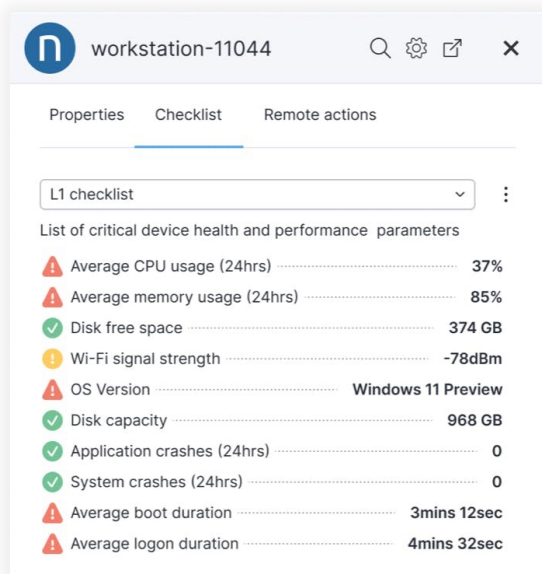 n workstation-11044
Properties Checklist Remote actions
L1 checklist
List of critical device health and performance parameters
Average CPU usage (24hrs) 37%
Average memory usage (24hrs) 85%
Disk free space 374 GB
Wi-Fi signal strength -78dBm
OS Version Windows 11 Preview
Disk capacity 968 GB
Application crashes (24hrs) 0
System crashes (24hrs) 0
Average boot duration 3mins 12sec
Average logon duration 4mins 32sec